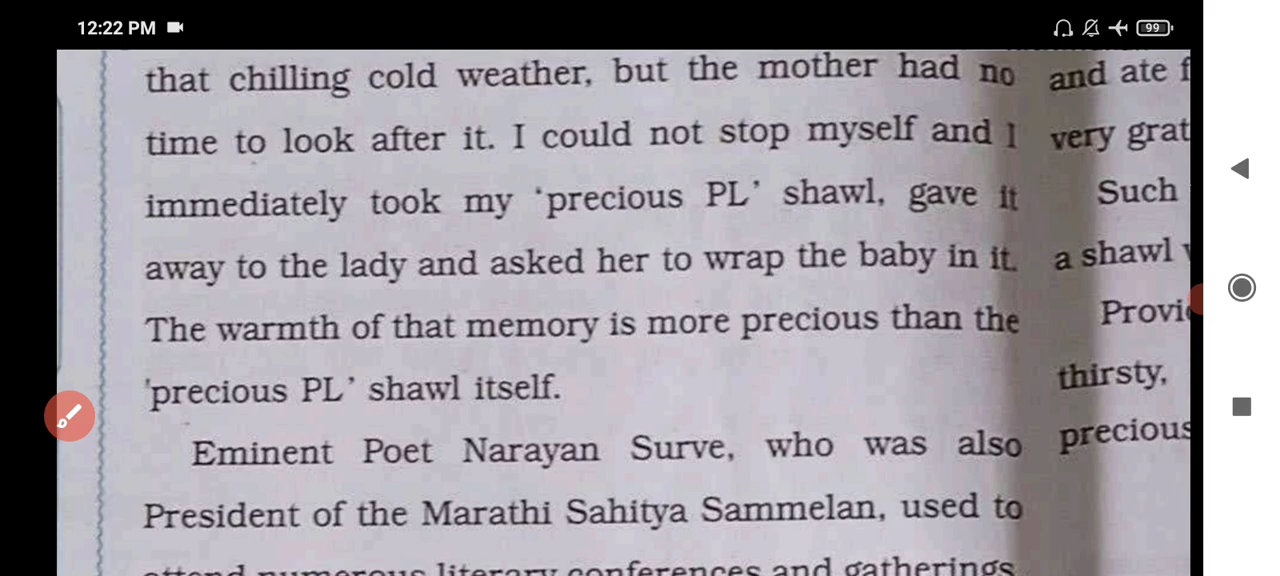 12:22 PM
99
that chilling cold weather, but the mother had no
time to look after it. I could not stop myself and I
immediately took my ‘precious PL’ shawl, gave it
away to the lady and asked her to wrap the baby in it.
The warmth of that memory is more precious than the
'precious PL’ shawl itself.
Eminent Poet Narayan Surve, who was also
President of the Marathi Sahitya Sammelan, used to
attend numerous literary conferences and gatherings
and ate
very
Such
a shawl
thirsty,
precious